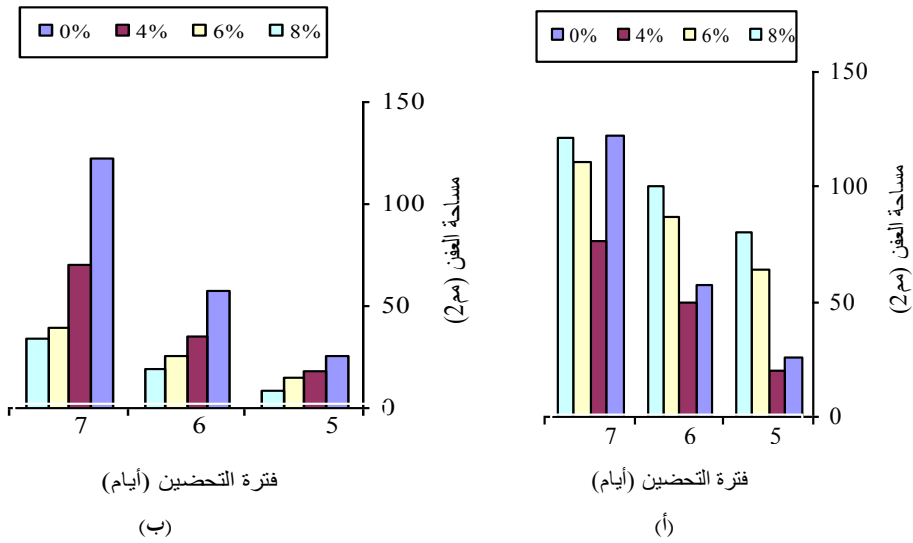 0% 4% 6% 8%
150
100
50
0
مساحة العفن (مم2)
5 6 7
فترة التحضين (أيام)
(أ)
0% 4% 6% 8%
150
100
50
0
مساحة العفن (مم2)
5 6 7
فترة التحضين (أيام)
(ب)